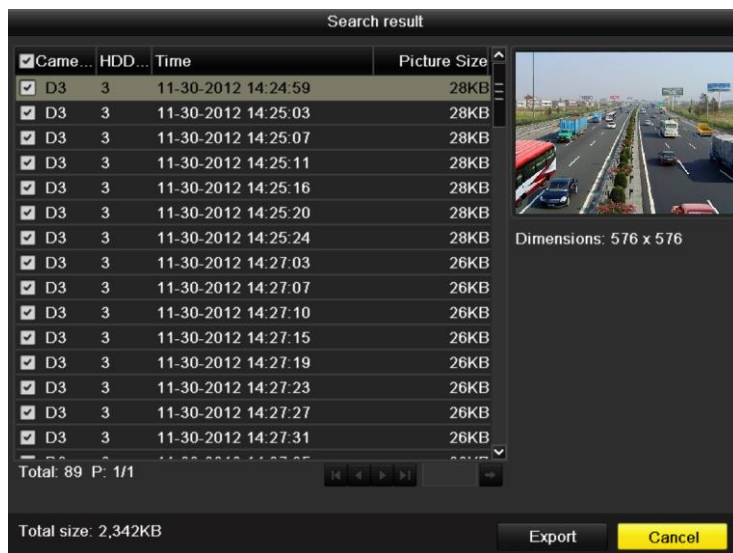 Search result
Came... HDD... Time Picture Size
D3 3 11-30-2012 14:24:59 28KB
D3 3 11-30-2012 14:25:03 28KB
D3 3 11-30-2012 14:25:07 28KB
D3 3 11-30-2012 14:25:11 28KB
D3 3 11-30-2012 14:25:16 28KB
D3 3 11-30-2012 14:25:20 28KB
D3 3 11-30-2012 14:25:24 28KB
D3 3 11-30-2012 14:27:03 26KB
D3 3 11-30-2012 14:27:07 26KB
D3 3 11-30-2012 14:27:10 26KB
D3 3 11-30-2012 14:27:15 26KB
D3 3 11-30-2012 14:27:19 26KB
D3 3 11-30-2012 14:27:23 26KB
D3 3 11-30-2012 14:27:27 26KB
D3 3 11-30-2012 14:27:31 26KB
Dimensions: 576 x 576
Total: 89 P: 1/1
Total size: 2,342KB
Export
Cancel